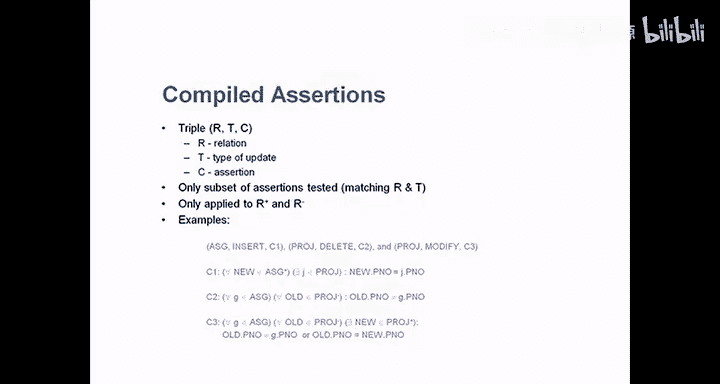 bilibili
Compiled Assertions
• Triple (R, T, C)
– R - relation
– T - type of update
– C - assertion
• Only subset of assertions tested (matching R & T)
• Only applied to R⁺ and R⁻
• Examples:
(ASG, INSERT, C1), (PROJ, DELETE, C2), and (PROJ, MODIFY, C3)
C1: (∀ NEW ∈ ASG⁺) (∃ j ∈ PROJ) : NEW.PNO = j.PNO
C2: (∀ g ∈ ASG) (∀ OLD ∈ PROJ⁻) : OLD.PNO = g.PNO
C3: (∀ g ∈ ASG) (∀ OLD ∈ PROJ⁻) (∃ NEW ∈ PROJ⁺):
OLD.PNO = g.PNO or OLD.PNO = NEW.PNO